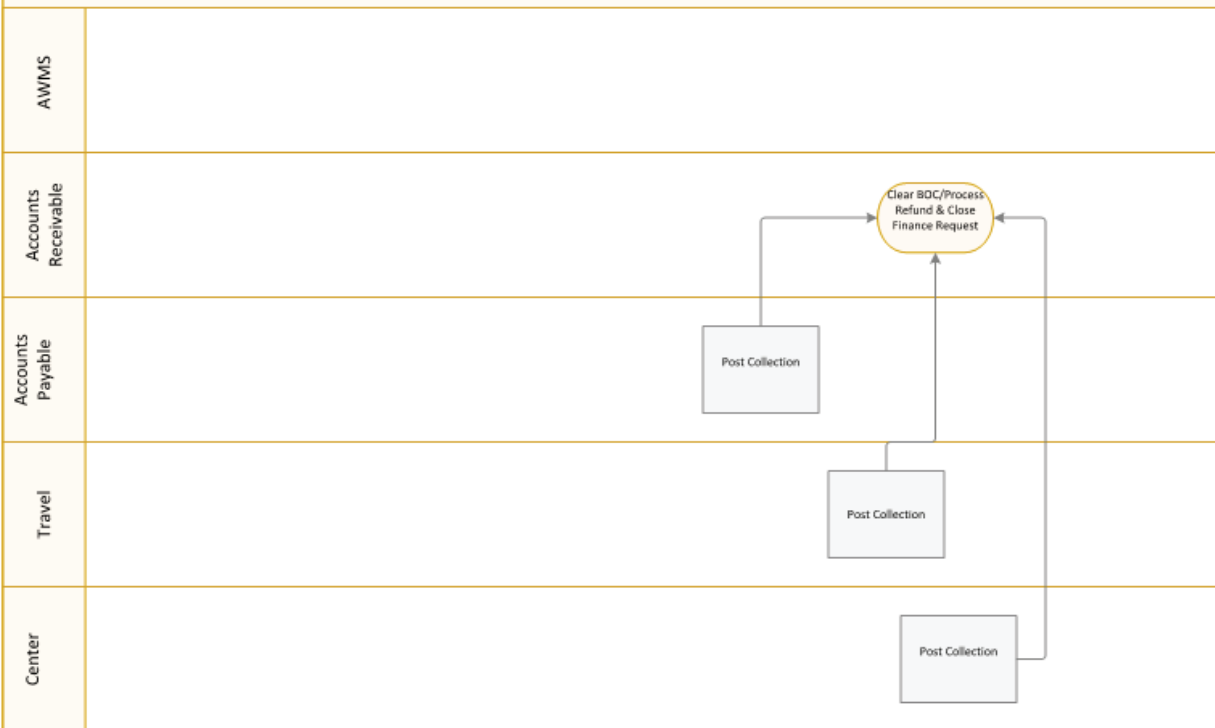 AWMS
Accounts
Receivable
Clear BOC/Process
Refund & Close
Finance Request
Accounts
Payable
Post Collection
Travel
Post Collection
Center
Post Collection